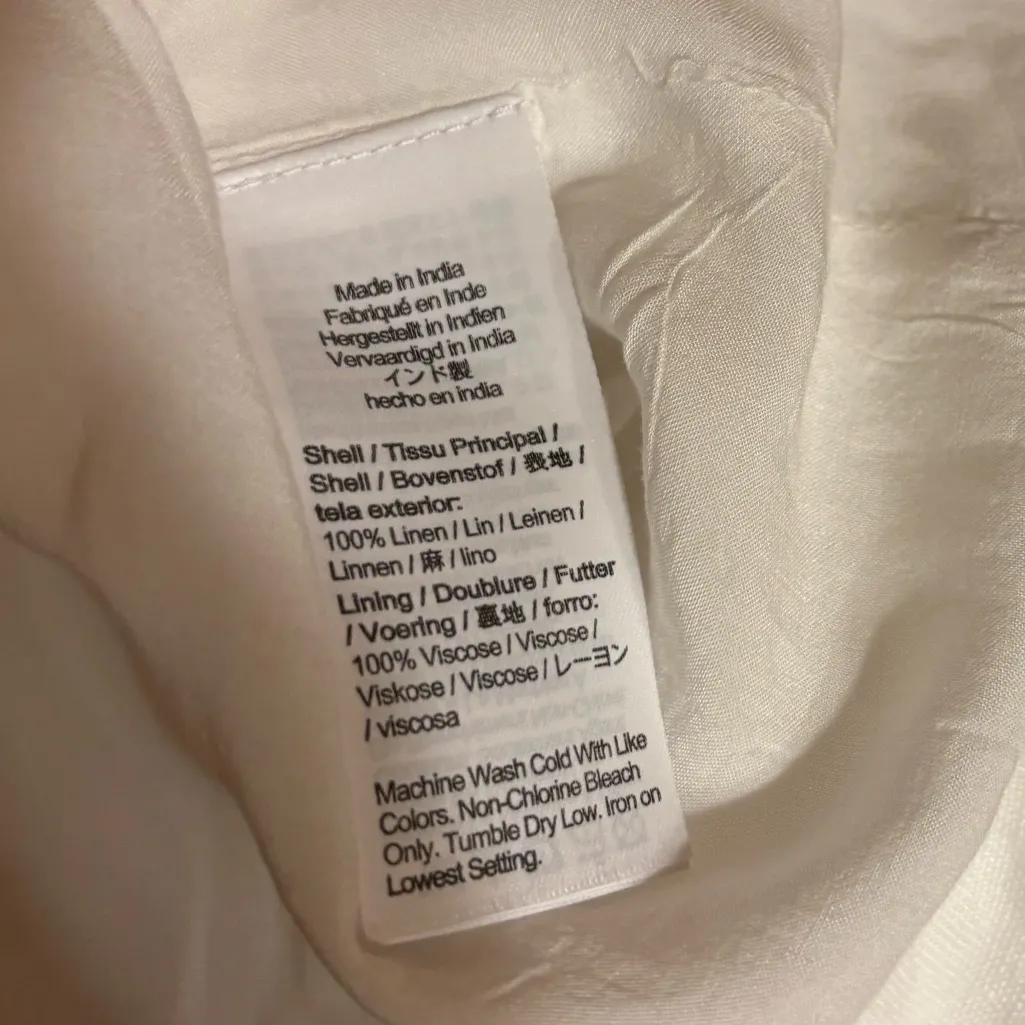 Made in India
Fabriqué en Inde
Hergestellt in Indien
Vervaardigd in India
インド製
hecho en india
Shell / Tissu Principal /
Shell / Bovenstof / 表地 /
tela exterior:
100% Linen / Lin / Leinen /
Linnen / 麻 / lino
Lining / Doublure / Futter
/ Voering / 裏地 / forro:
100% Viscose / Viscose /
Viskose / Viscose / レーヨン
/ viscosa
Machine Wash Cold With Like
Colors. Non-Chlorine Bleach
Only. Tumble Dry Low. Iron on
Lowest Setting.